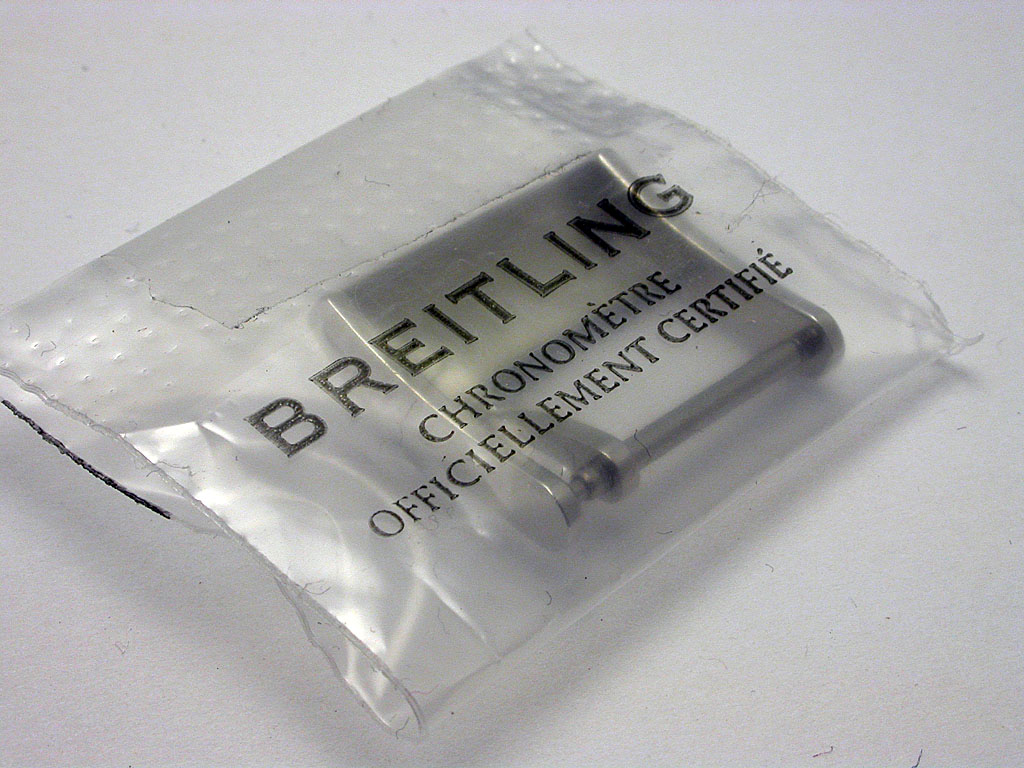 BREITLING
CHRONOMÈTRE
OFFICIELLEMENT CERTIFIÉ